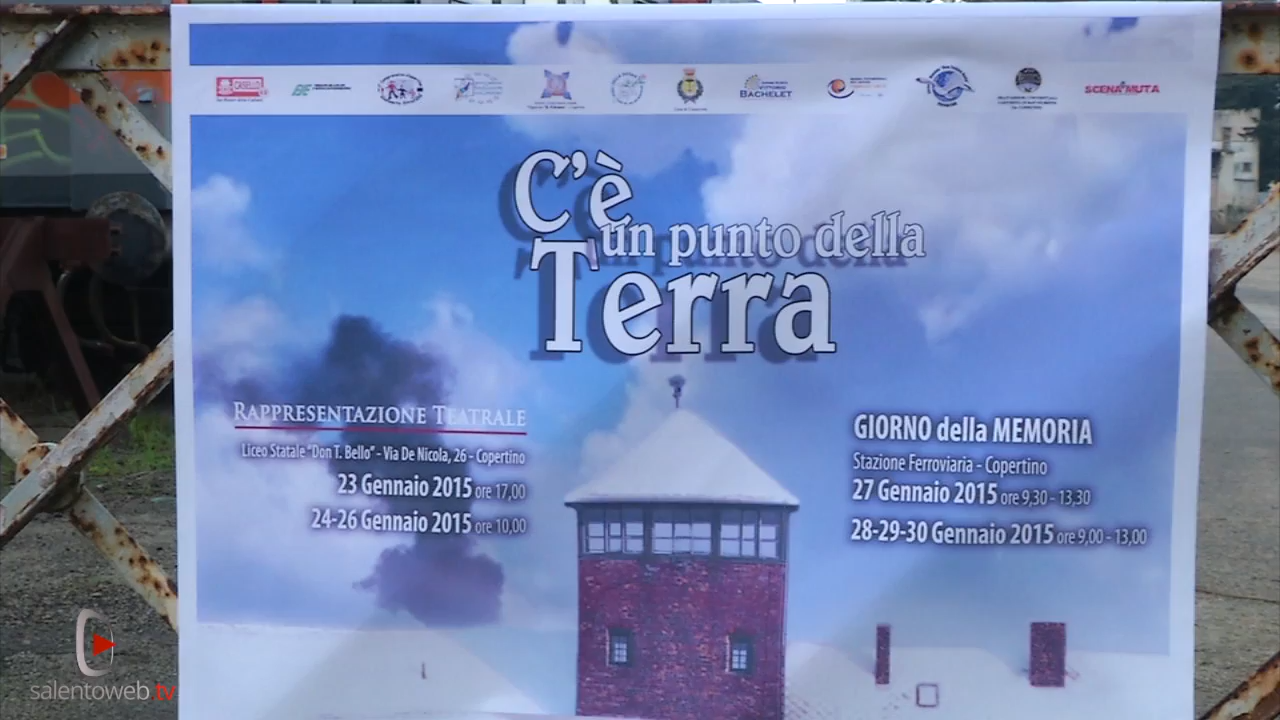 CASELLO
BACHELET
SCENA MUTA
C'è
un punto della
Terra
RAPPRESENTAZIONE TEATRALE
Liceo Statale "Don T. Bello" - Via De Nicola, 26 - Copertino
23 Gennaio 2015 ore 17,00
24-26 Gennaio 2015 ore 10,00
GIORNO della MEMORIA
Stazione Ferroviaria - Copertino
27 Gennaio 2015 ore 9,30 - 13,30
28-29-30 Gennaio 2015 ore 9,00 - 13,00
salentoweb.tv